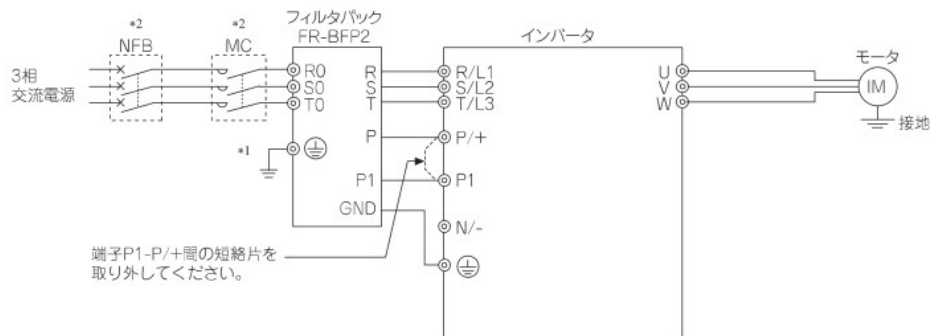 *2
NFB
*2
MC
フィルタパック
FR-BFP2
インバータ
モータ
3相
交流電源
R0
S0
T0
R
S
T
R/L1
S/L2
T/L3
U
V
W
IM
接地
*1
P
P/+
P1
P1
GND
N/-
端子P1-P/+間の短絡片を
取り外してください。